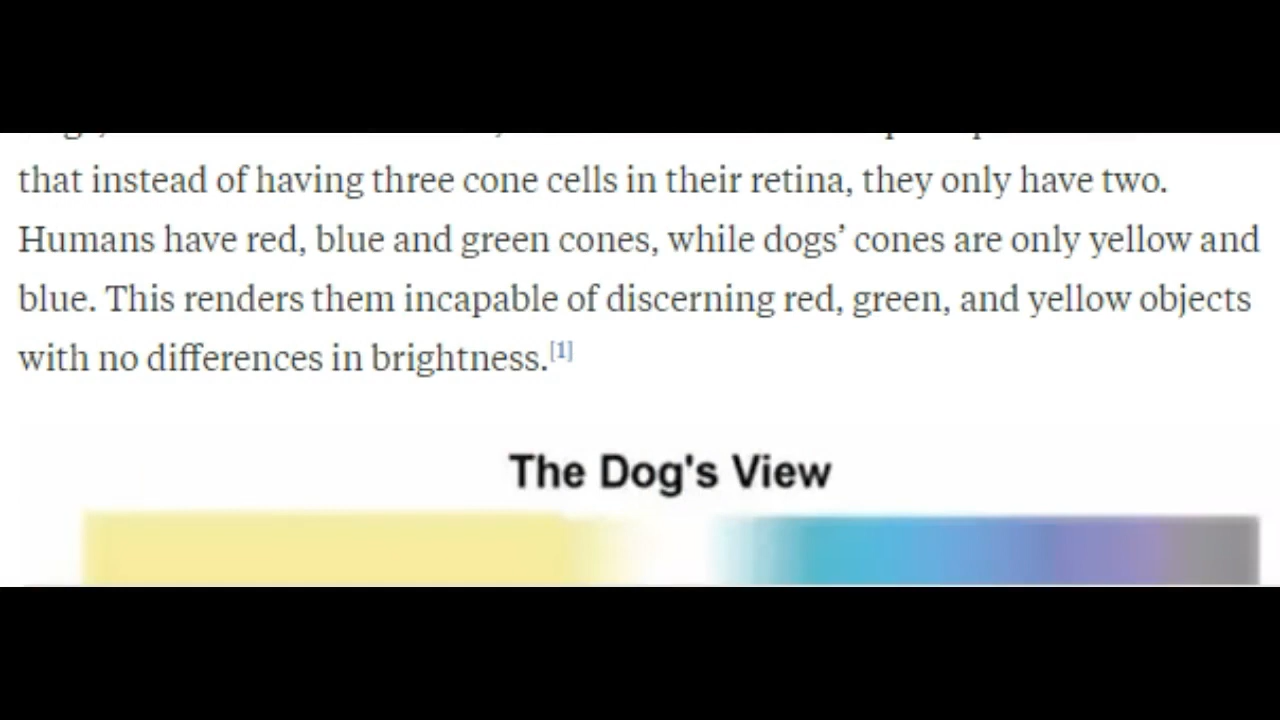 that instead of having three cone cells in their retina, they only have two.
Humans have red, blue and green cones, while dogs’ cones are only yellow and
blue. This renders them incapable of discerning red, green, and yellow objects
with no differences in brightness.[1]
The Dog's View